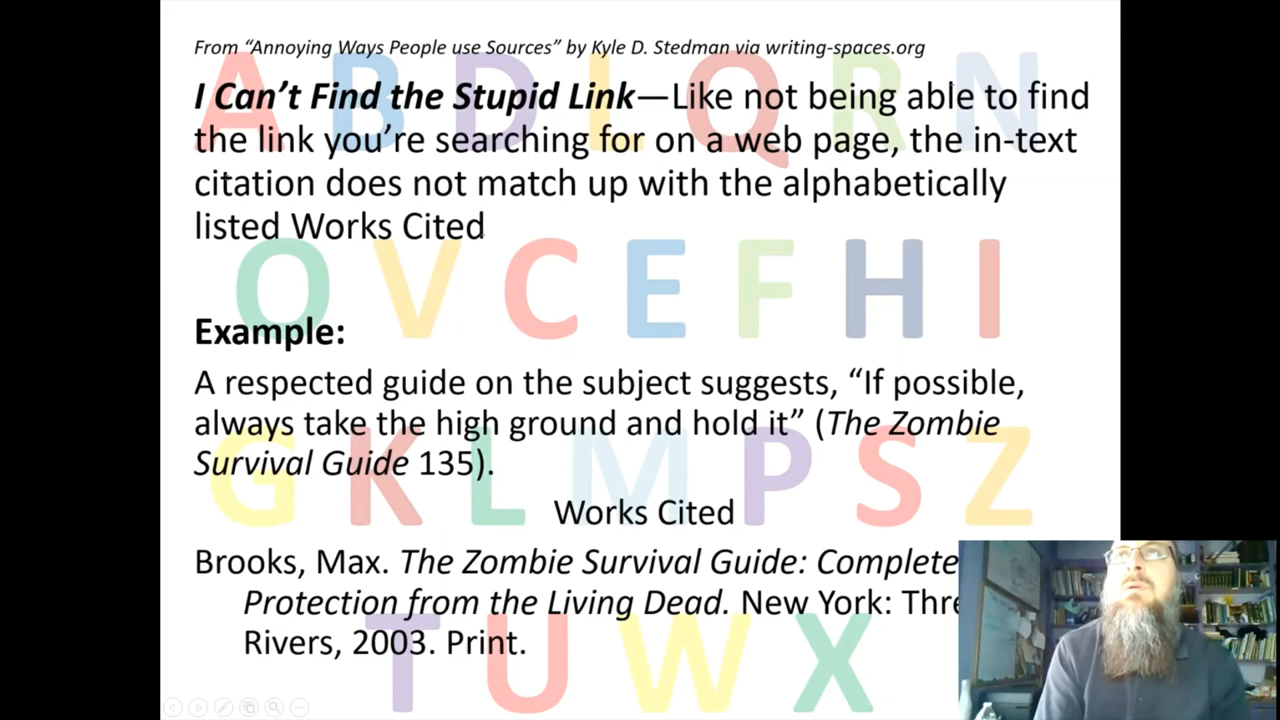 From “Annoying Ways People use Sources” by Kyle D. Stedman via writing-spaces.org
I Can’t Find the Stupid Link—Like not being able to find
the link you’re searching for on a web page, the in-text
citation does not match up with the alphabetically
listed Works Cited
A B D L Q R N
O V C E F H I
Example:
A respected guide on the subject suggests, “If possible,
always take the high ground and hold it” (The Zombie
Survival Guide 135).
G K L M P S Z
Works Cited
Brooks, Max. The Zombie Survival Guide: Complete
Protection from the Living Dead. New York:
Rivers, 2003. Print.
T U W X